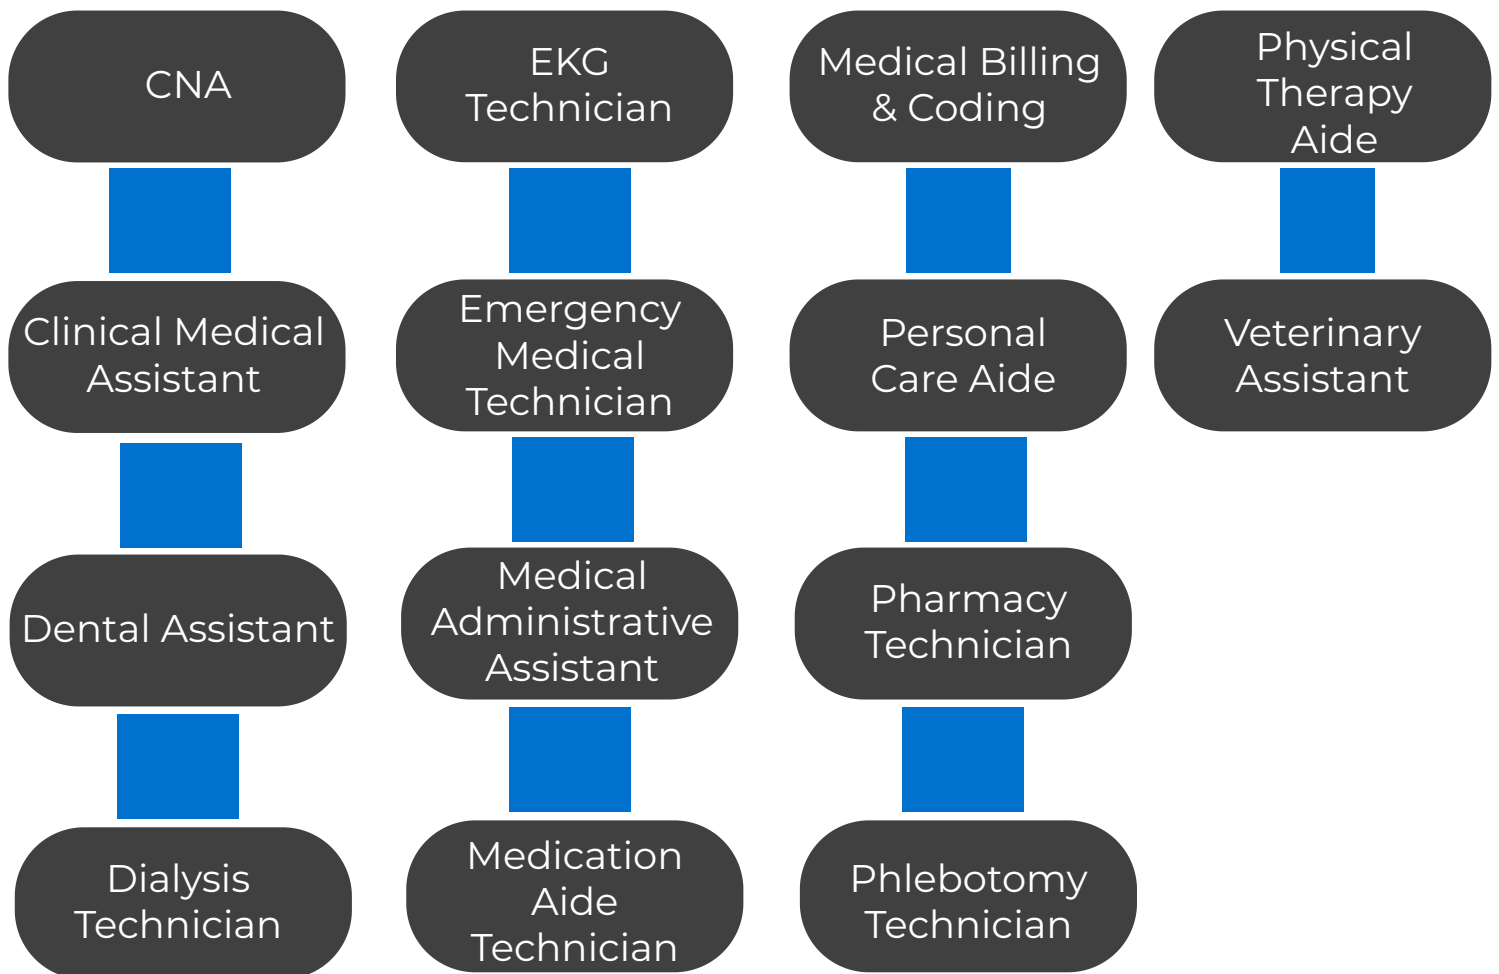 CNA
Clinical Medical
Assistant
Dental Assistant
Dialysis
Technician
EKG
Technician
Emergency
Medical
Technician
Medical
Administrative
Assistant
Medication
Aide
Technician
Medical Billing
& Coding
Personal
Care Aide
Pharmacy
Technician
Phlebotomy
Technician
Physical
Therapy
Aide
Veterinary
Assistant